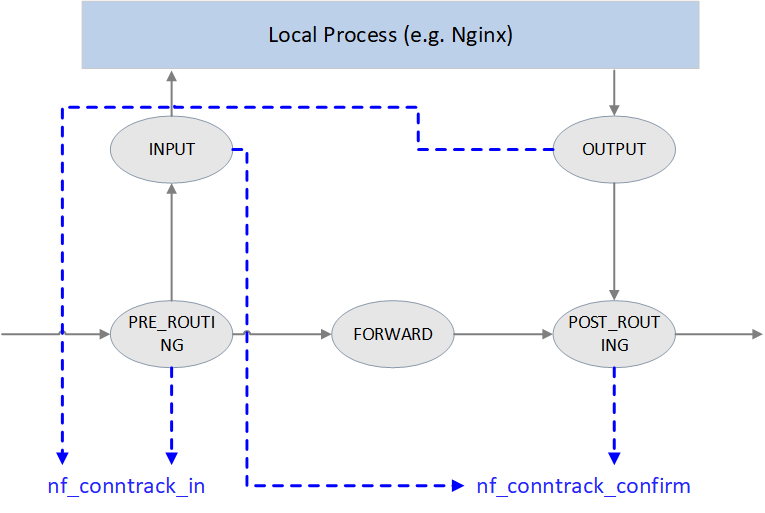 Local Process (e.g. Nginx)
INPUT
OUTPUT
PRE_ROUTI
NG
FORWARD
POST_ROUT
ING
nf_conntrack_in
nf_conntrack_confirm